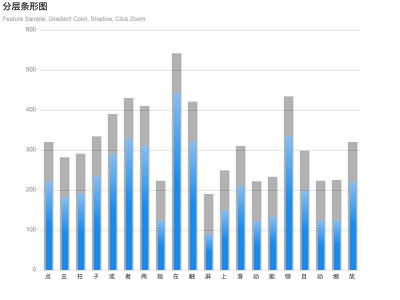 分层条形图
Feature Sample: Gradient Color, Shadow, Click Zoom
600
500
400
300
200
100
0
点 击 柱 子 或 者 两 指 在 触 屏 上 滑 动 能 够 自 动 缩 放